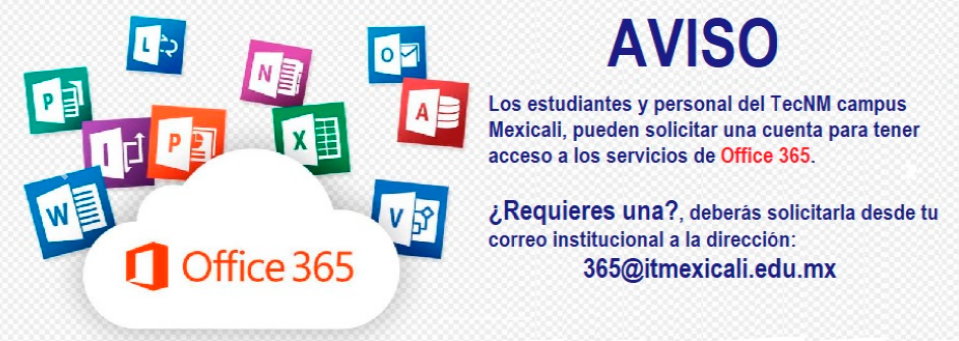 AVISO
Los estudiantes y personal del TecNM campus
Mexicali, pueden solicitar una cuenta para tener
acceso a los servicios de Office 365.
¿Requieres una?, deberás solicitarla desde tu
correo institucional a la dirección:
365@itmexicali.edu.mx
L
O
N
P
A
I
P
X
W
V
Office 365